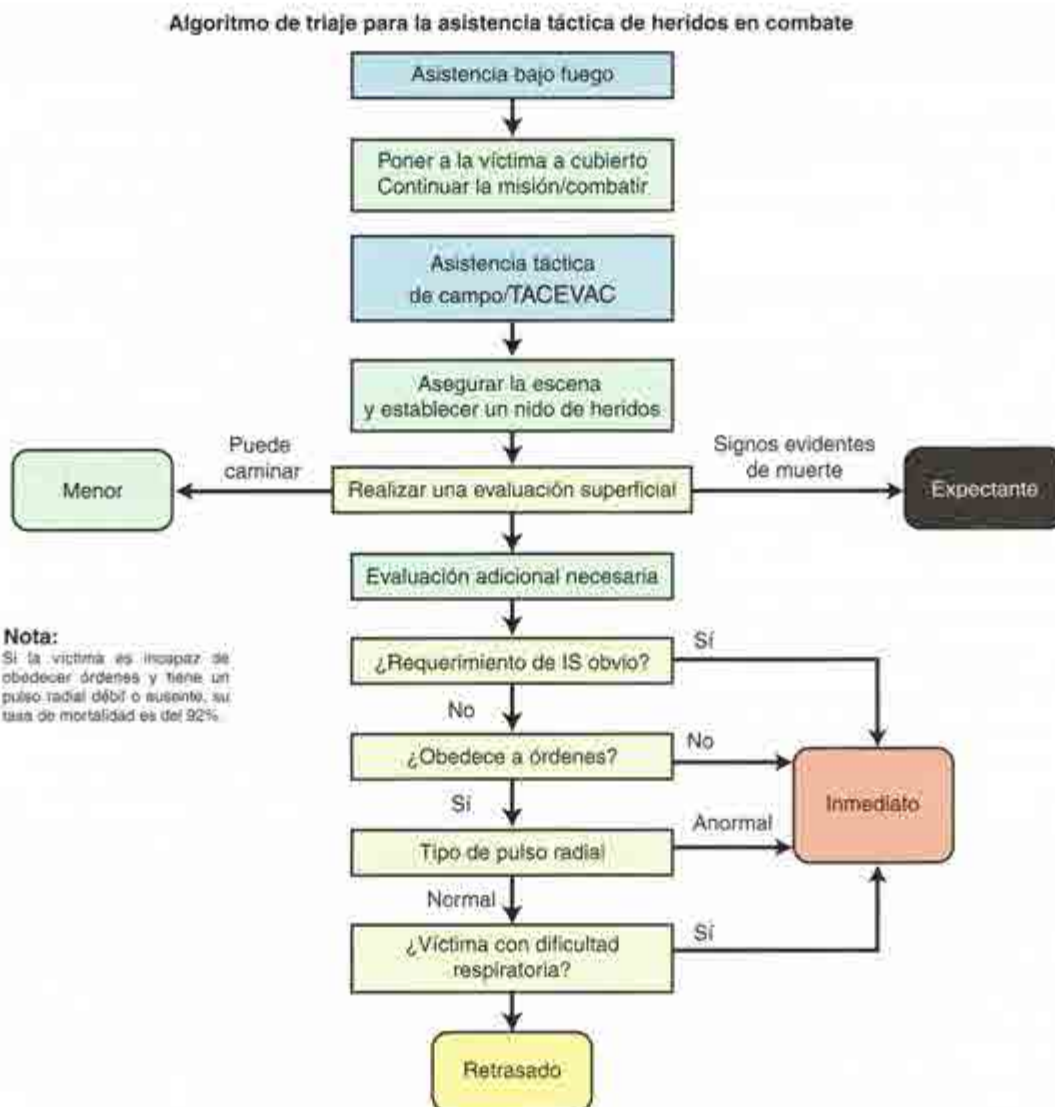 Algoritmo de triaje para la asistencia táctica de heridos en combate
Asistencia bajo fuego
Poner a la víctima a cubierto
Continuar la misión/combatir
Asistencia táctica
de campo/TACEVAC
Asegurar la escena
y establecer un nido de heridos
Puede
caminar
Signos evidentes
de muerte
Menor
Realizar una evaluación superficial
Expectante
Evaluación adicional necesaria
Nota:
Si la víctima es incapaz de
obedecer órdenes y tiene un
pulso radial débil o ausente, su
tasa de mortalidad es del 92%.
¿Requerimiento de IS obvio?
Sí
No
¿Obedece a órdenes?
No
Sí
Inmediato
Tipo de pulso radial
Anormal
Normal
¿Víctima con dificultad
respiratoria?
Sí
Retrasado